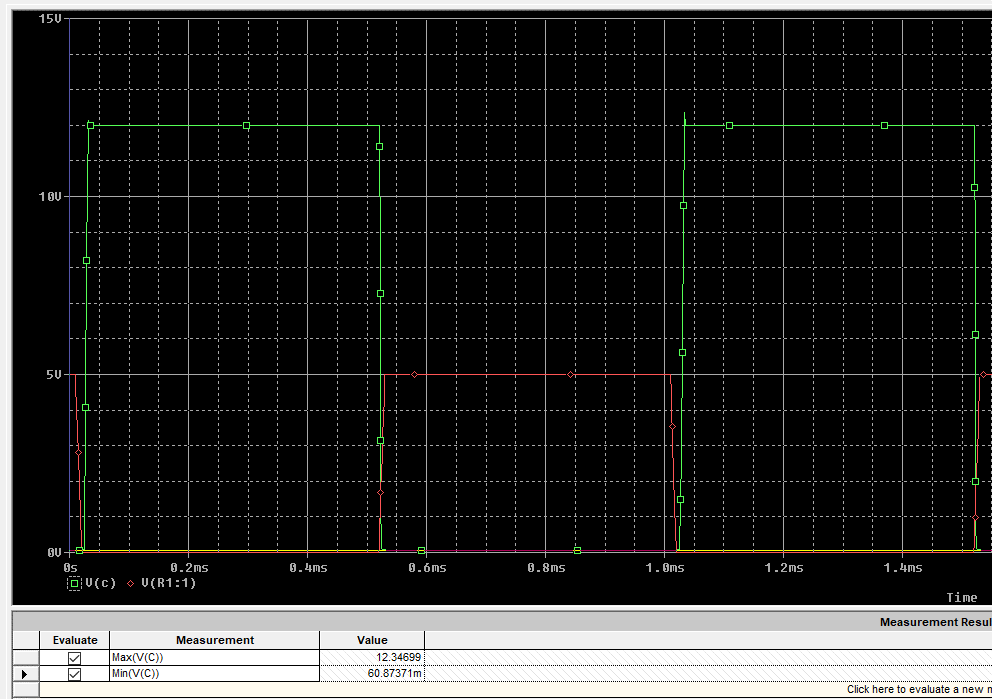 15V
10V
5V
0V
0s 0.2ms 0.4ms 0.6ms 0.8ms 1.0ms 1.2ms 1.4ms
V(c) V(R1:1)
Time
Measurement Resul
Evaluate Measurement Value
Max(V(C)) 12.34699
Min(V(C)) 60.87371m
Click here to evaluate a new m